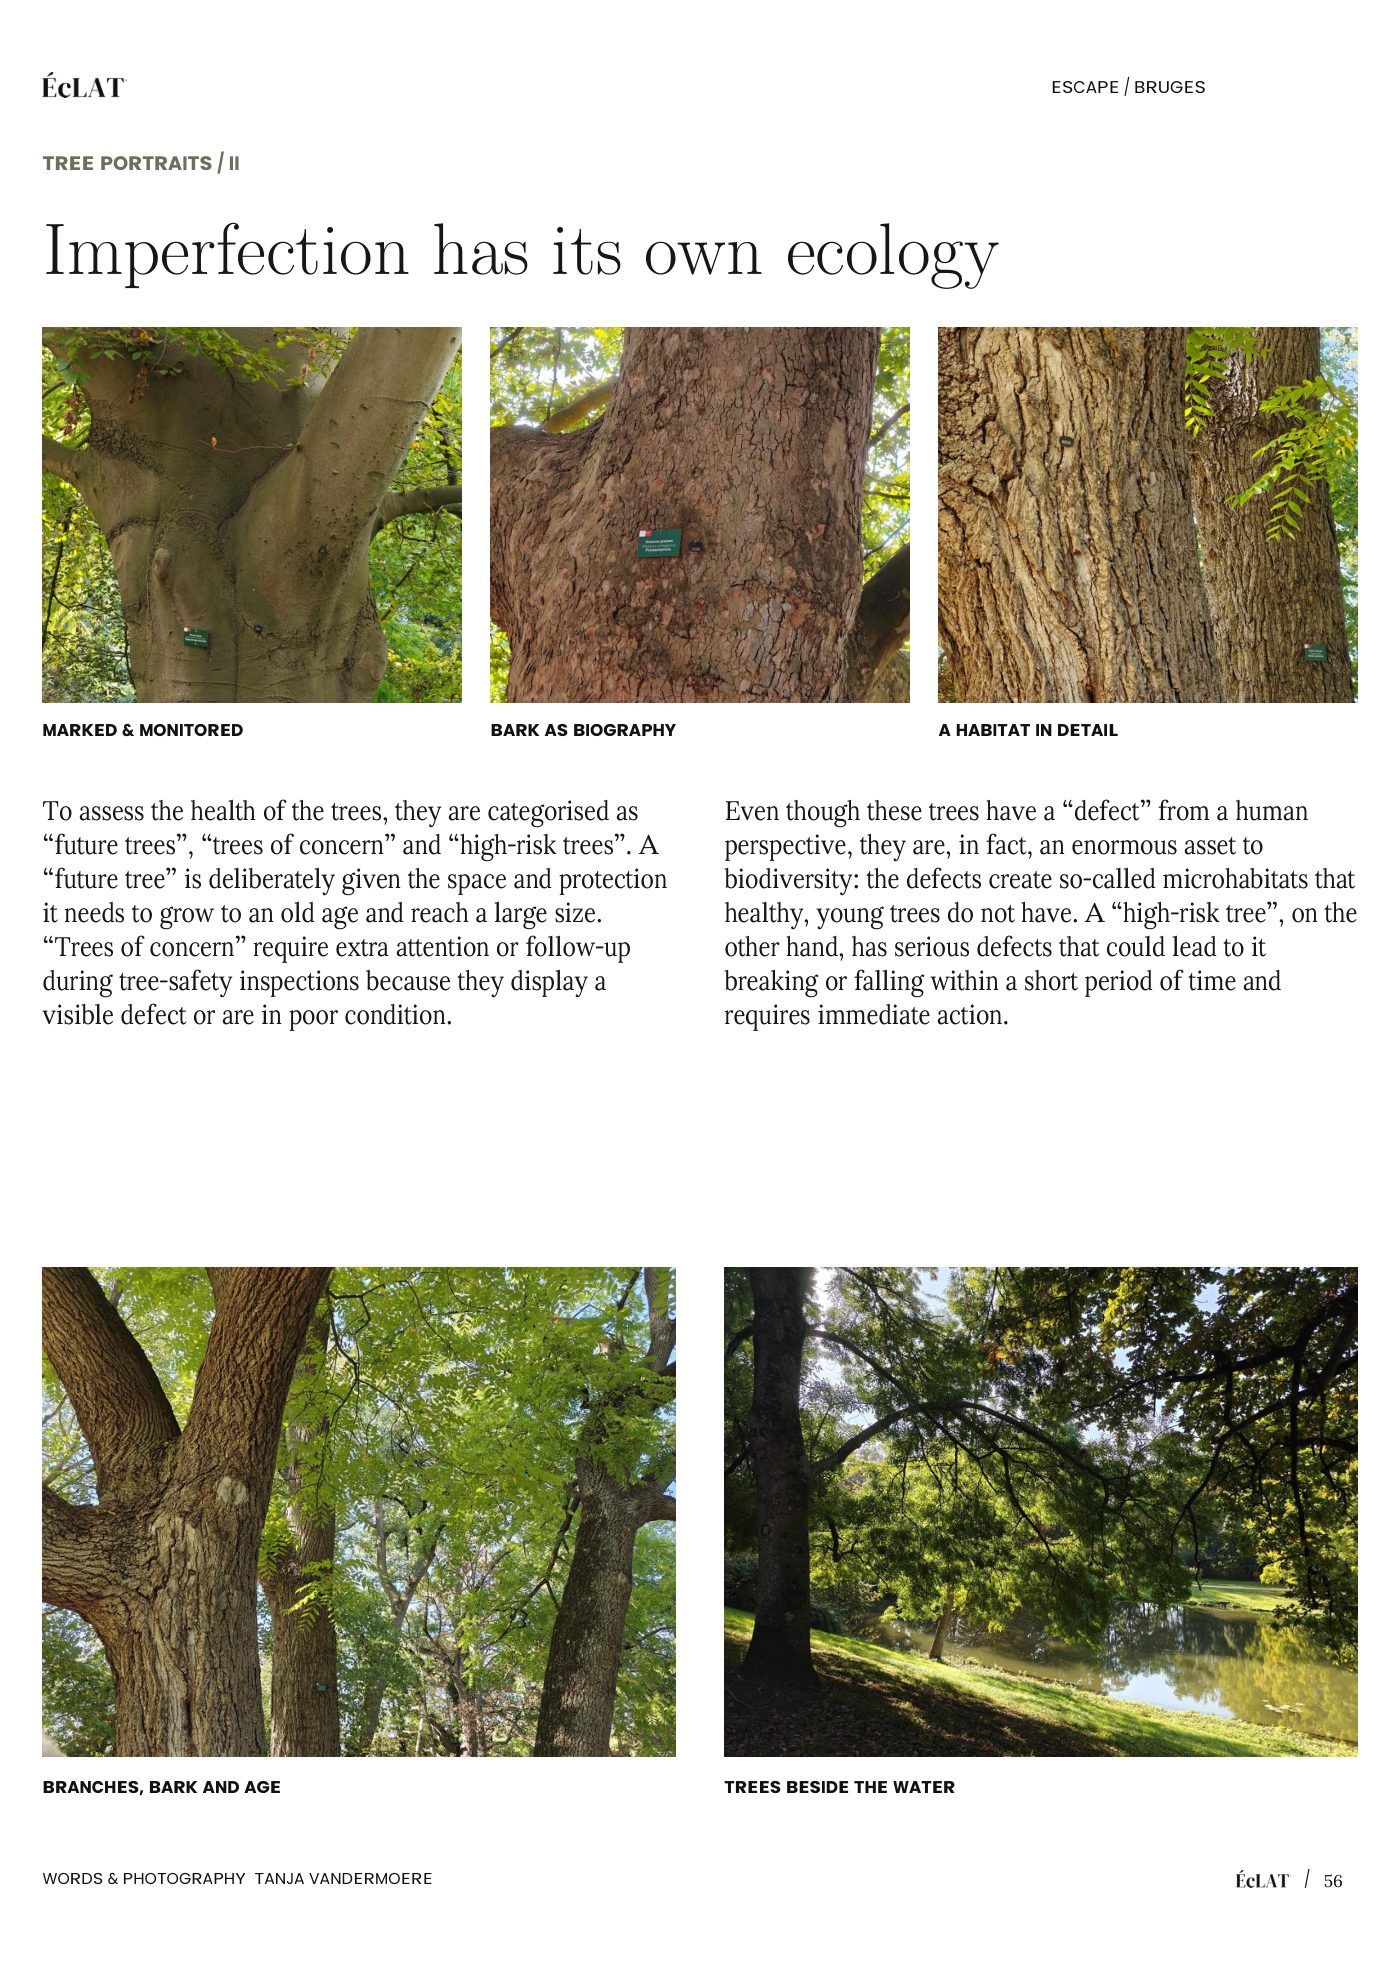 ÉcLAT
ESCAPE / BRUGES
TREE PORTRAITS / II
Imperfection has its own ecology
MARKED & MONITORED
BARK AS BIOGRAPHY
A HABITAT IN DETAIL
To assess the health of the trees, they are categorised as
“future trees”, “trees of concern” and “high-risk trees”. A
“future tree” is deliberately given the space and protection
it needs to grow to an old age and reach a large size.
“Trees of concern” require extra attention or follow-up
during tree-safety inspections because they display a
visible defect or are in poor condition.
Even though these trees have a “defect” from a human
perspective, they are, in fact, an enormous asset to
biodiversity: the defects create so-called microhabitats that
healthy, young trees do not have. A “high-risk tree”, on the
other hand, has serious defects that could lead to it
breaking or falling within a short period of time and
requires immediate action.
BRANCHES, BARK AND AGE
TREES BESIDE THE WATER
WORDS & PHOTOGRAPHY TANJA VANDERMOERE
ÉcLAT / 56